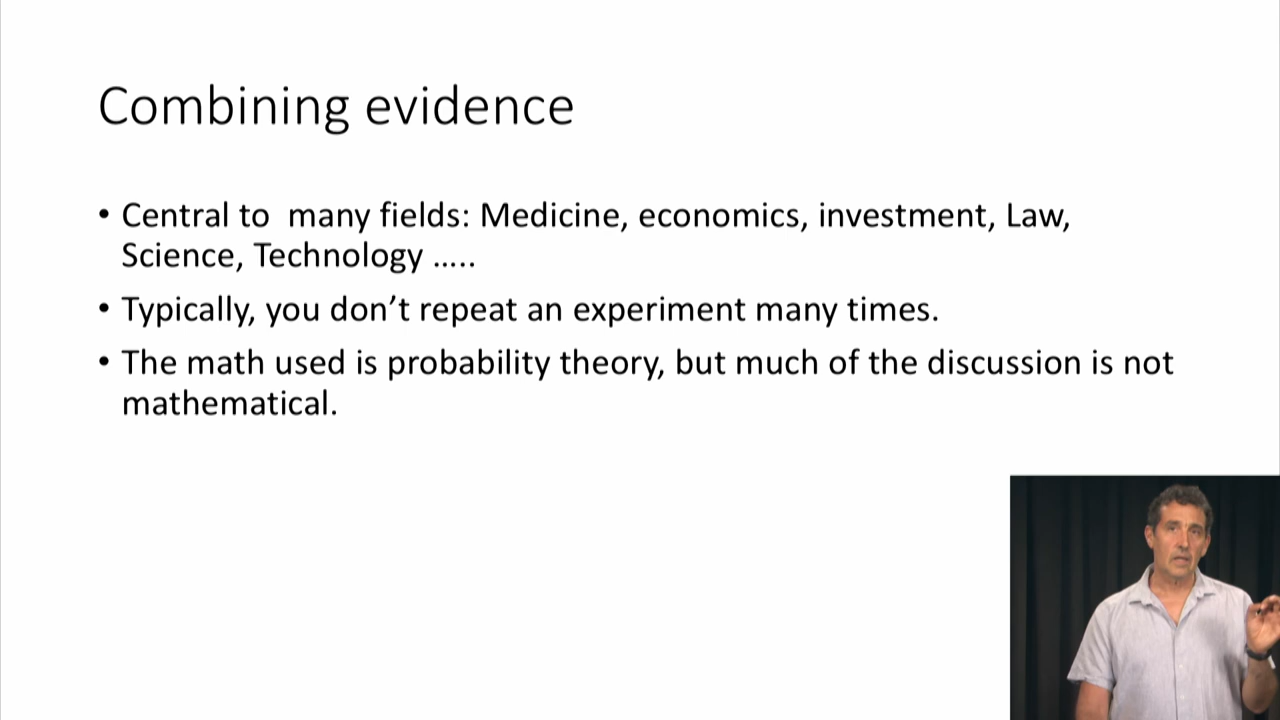 Combining evidence
• Central to  many fields: Medicine, economics, investment, Law,
Science, Technology .....
• Typically, you don’t repeat an experiment many times.
• The math used is probability theory, but much of the discussion is not
mathematical.